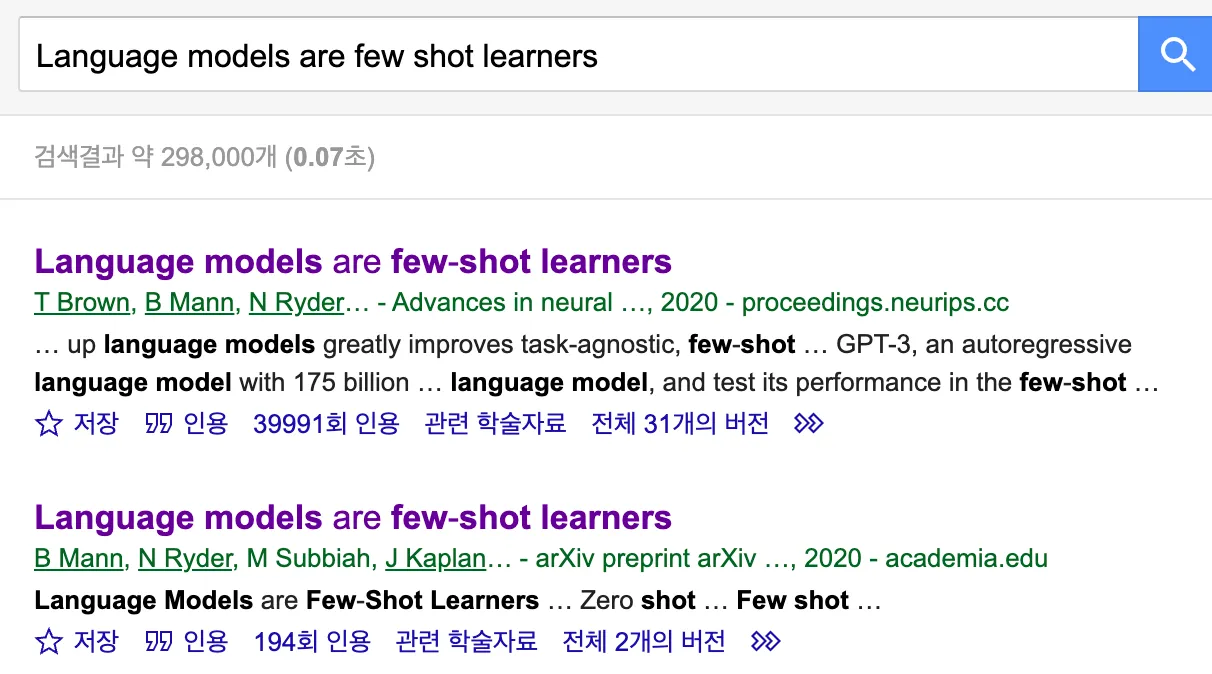 Language models are few shot learners
검색결과 약 298,000개 (0.07초)
Language models are few-shot learners
T Brown, B Mann, N Ryder… - Advances in neural …, 2020 - proceedings.neurips.cc
… up language models greatly improves task-agnostic, few-shot … GPT-3, an autoregressive
language model with 175 billion … language model, and test its performance in the few-shot …
저장 인용 39991회 인용 관련 학술자료 전체 31개의 버전
Language models are few-shot learners
B Mann, N Ryder, M Subbiah, J Kaplan… - arXiv preprint arXiv …, 2020 - academia.edu
Language Models are Few-Shot Learners … Zero shot … Few shot …
저장 인용 194회 인용 관련 학술자료 전체 2개의 버전